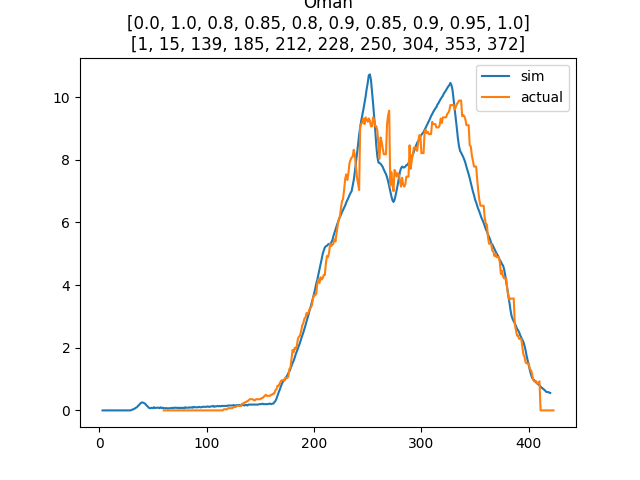 Oman
[0.0, 1.0, 0.8, 0.85, 0.8, 0.9, 0.85, 0.9, 0.95, 1.0]
[1, 15, 139, 185, 212, 228, 250, 304, 353, 372]
sim
actual
10
8
6
4
2
0
0 100 200 300 400